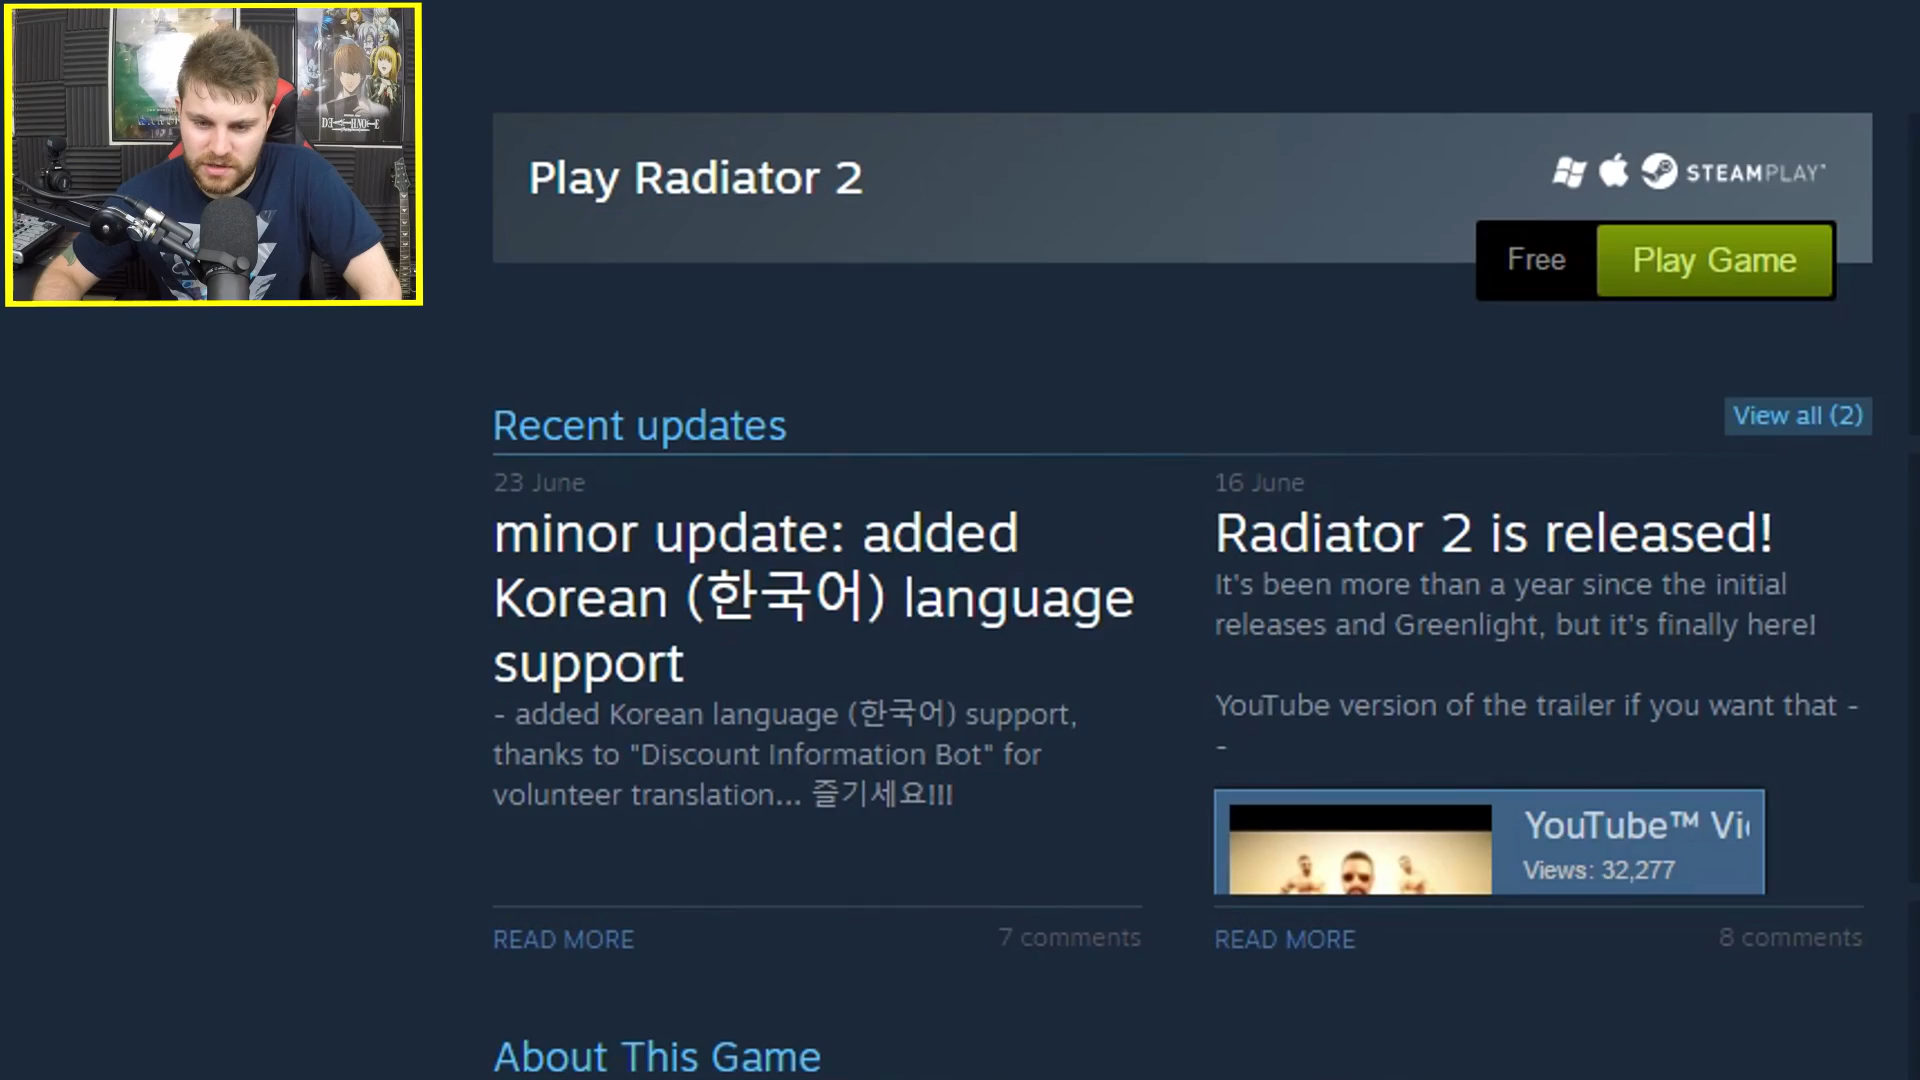 DEATH NOTE
Play Radiator 2
STEAMPLAY
Free
Play Game
Recent updates
View all (2)
23 June
minor update: added
Korean (한국어) language
support
- added Korean language (한국어) support,
thanks to "Discount Information Bot" for
volunteer translation... 즐기세요!!!
READ MORE
7 comments
16 June
Radiator 2 is released!
It's been more than a year since the initial
releases and Greenlight, but it's finally here!
YouTube version of the trailer if you want that -
-
YouTube™ Vi
Views: 32,277
READ MORE
8 comments
About This Game